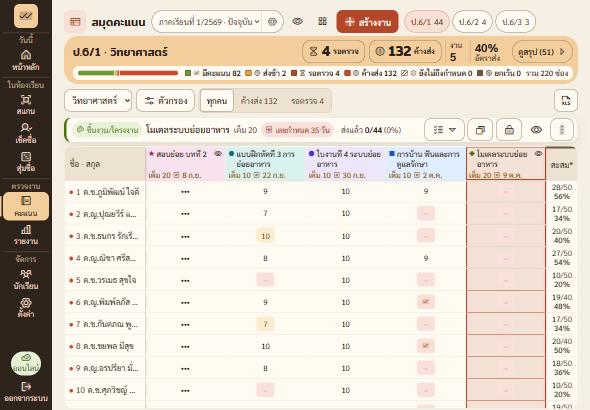 สมุดคะแนน
ภาคเรียนที่ 1/2569 · ปัจจุบัน
สร้างงาน
ป.6/1 44
ป.6/2 4
ป.6/3 3
วันนี้
หน้าหลัก
ในห้องเรียน
สแกน
เช็คชื่อ
สุ่มชื่อ
ตรวจงาน
คะแนน
รายงาน
จัดการ
นักเรียน
ตั้งค่า
ออนไลน์
ออกจากระบบ
ป.6/1 · วิทยาศาสตร์
4 รอตรวจ
132 ค้างส่ง
งาน 5
40% อัตราส่ง
ดูสรุป (51)
มีคะแนน 82
ส่งช้า 2
รอตรวจ 4
ค้างส่ง 132
ยังไม่ถึงกำหนด 0
ยกเว้น 0
รวม 220 ช่อง
วิทยาศาสตร์
ตัวกรอง
ทุกคน
ค้างส่ง 132
รอตรวจ 4
XLS
ชิ้นงาน/โครงงาน
โมเดลระบบย่อยอาหาร
เต็ม 20
เลยกำหนด 35 วัน
ส่งแล้ว 0/44 (0%)
ชื่อ - สกุล
สอบย่อย บทที่ 2
เต็ม 20 8 ก.ย.
แบบฝึกหัดที่ 3 การย่อยอาหาร
เต็ม 10 22 ก.ย.
ใบงานที่ 4 ระบบย่อยอาหาร
เต็ม 10 30 ก.ย.
การบ้าน ฟันและการดูแลรักษา
เต็ม 10 2 ต.ค.
โมเดลระบบย่อยอาหาร
เต็ม 20 9 ต.ค.
สะสม*
1 ด.ช.ภูมิพัฒน์ ใจดี ••• 9 10 9 – 28/50 56%
2 ด.ญ.ปุณยวีร์ แ... ••• 7 10 – – 17/50 34%
3 ด.ช.ธนกร รักเรี... ••• 10 10 – – 20/50 40%
4 ด.ญ.ณิชา ศรีส... ••• 8 10 9 – 27/50 54%
5 ด.ช.วรเมธ สุขใจ ••• – 10 – – 10/50 20%
6 ด.ญ.พิมพ์ลภัส ... ••• 9 10 – 19/40 48%
7 ด.ช.กันตภณ พู... ••• 7 10 – – 17/50 34%
8 ด.ช.ชยพล มีสุข ••• 10 10 – 20/40 50%
9 ด.ญ.อรปรียา มั่... ••• 8 10 – – 18/50 36%
10 ด.ช.ศุภวิชญ์ ... ••• – 10 – – 10/50 20%